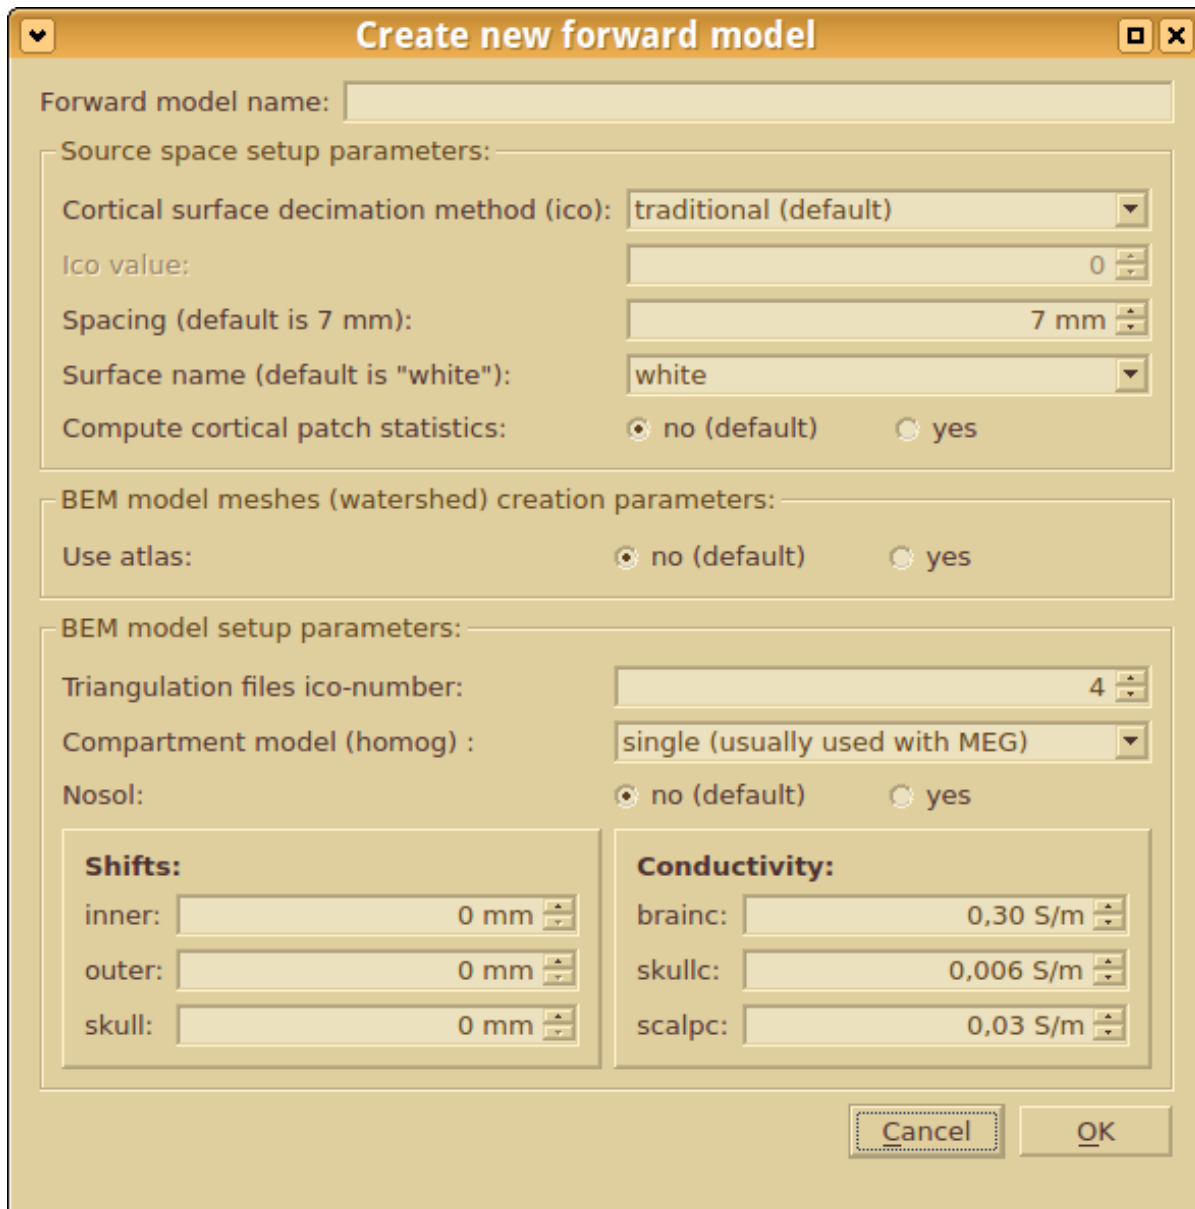 Create new forward model
Forward model name:
Source space setup parameters:
Cortical surface decimation method (ico): traditional (default)
Ico value: 0
Spacing (default is 7 mm): 7 mm
Surface name (default is "white"): white
Compute cortical patch statistics: no (default) yes
BEM model meshes (watershed) creation parameters:
Use atlas: no (default) yes
BEM model setup parameters:
Triangulation files ico-number: 4
Compartment model (homog) : single (usually used with MEG)
Nosol: no (default) yes
Shifts:
inner: 0 mm
outer: 0 mm
skull: 0 mm
Conductivity:
brainc: 0,30 S/m
skullc: 0,006 S/m
scalpc: 0,03 S/m
Cancel OK